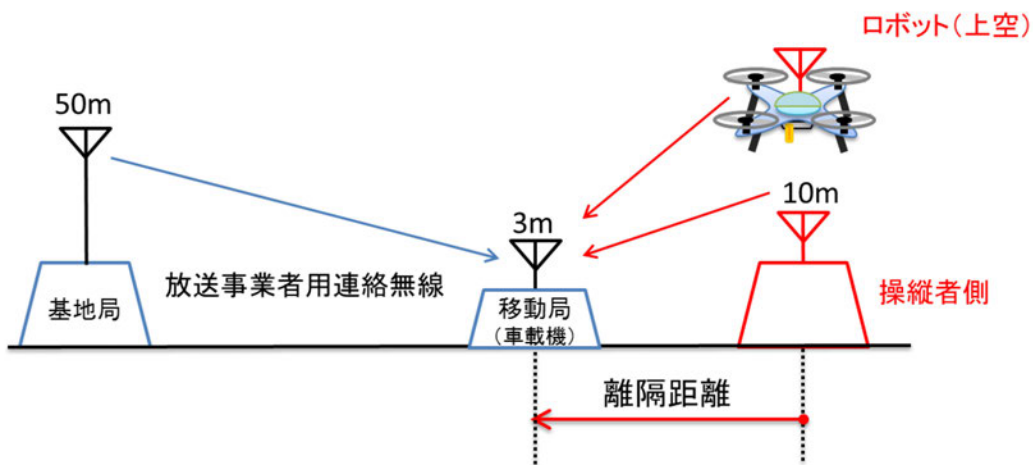 ロボット(上空)
50m
10m
3m
放送事業者用連絡無線
基地局
移動局
(車載機)
操縦者側
離隔距離